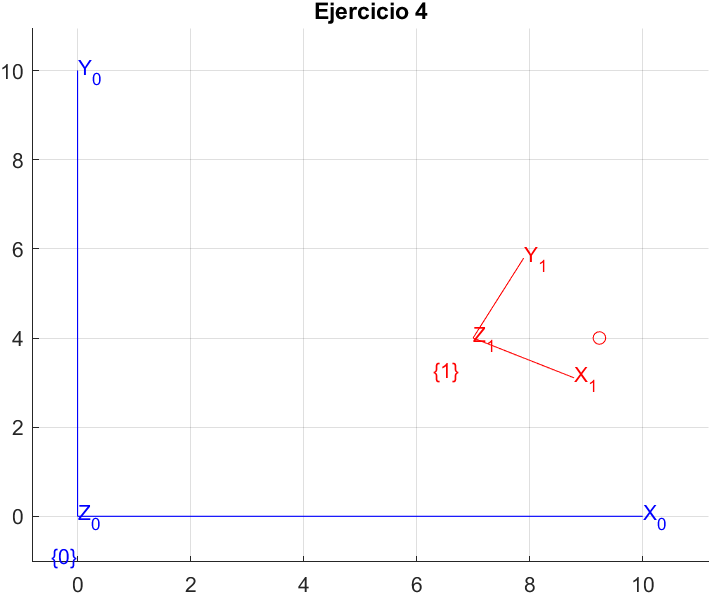 Ejercicio 4
10
8
6
4
2
0
Y₀
Y₁
Z₁
{1}
X₁
Z₀
X₀
{0}
0 2 4 6 8 10